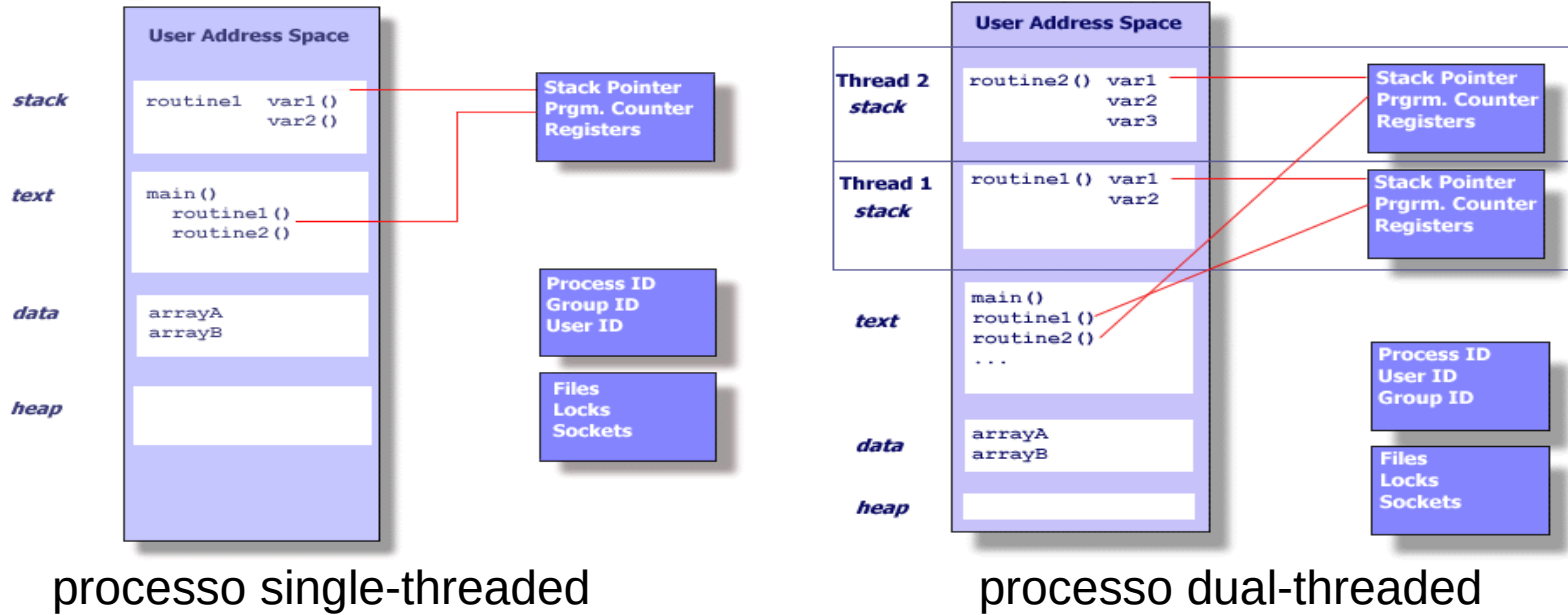 User Address Space
stack
routine1 var1()
var2()
Stack Pointer
Prgm. Counter
Registers
text
main()
routine1()
routine2()
data
arrayA
arrayB
Process ID
Group ID
User ID
heap
Files
Locks
Sockets
processo single-threaded
User Address Space
Thread 2
stack
routine2() var1
var2
var3
Stack Pointer
Prgrm. Counter
Registers
Thread 1
stack
routine1() var1
var2
Stack Pointer
Prgrm. Counter
Registers
text
main()
routine1()
routine2()
...
Process ID
User ID
Group ID
data
arrayA
arrayB
Files
Locks
Sockets
heap
processo dual-threaded